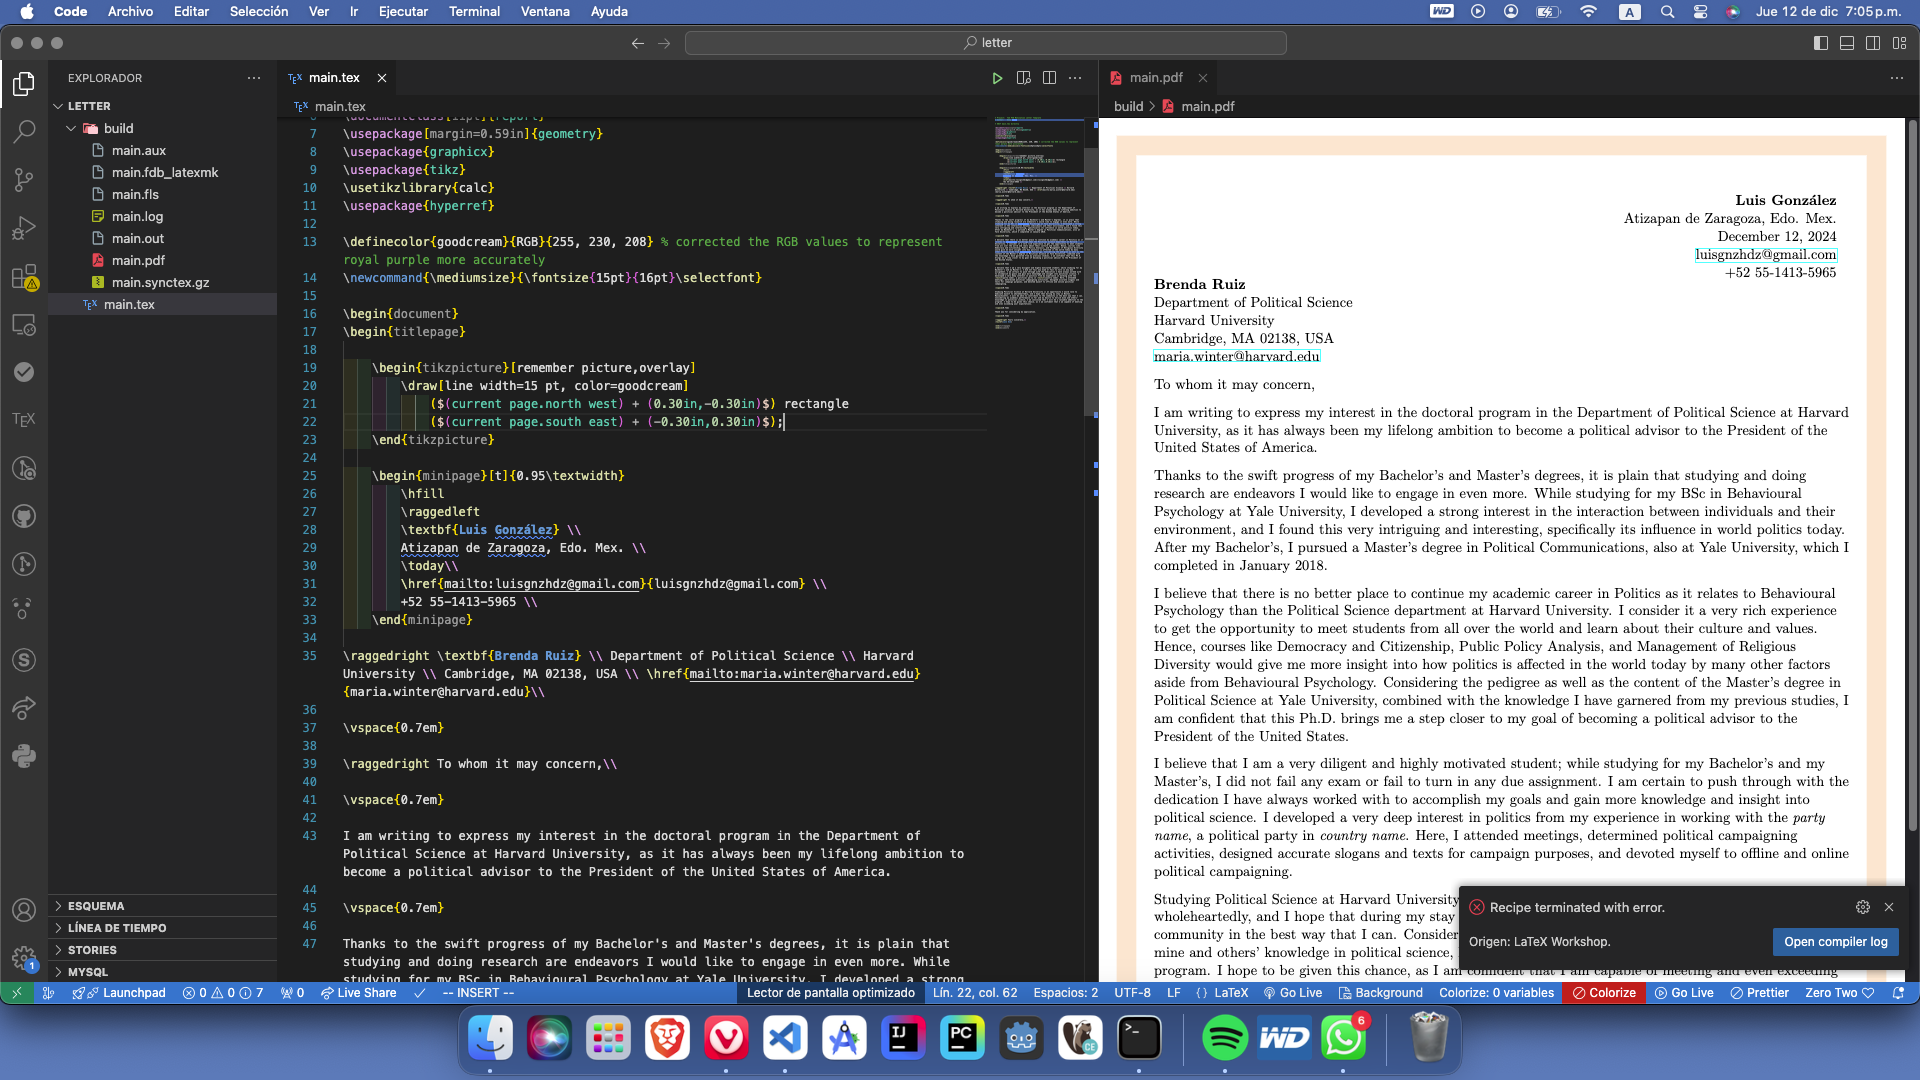 Code Archivo Editar Selección Ver Ir Ejecutar Terminal Ventana Ayuda
WD A Jue 12 de dic 7:05 p.m.
letter
EXPLORADOR
LETTER
build
main.aux
main.fdb_latexmk
main.fls
main.log
main.out
main.pdf
main.synctex.gz
main.tex
ESQUEMA
LÍNEA DE TIEMPO
STORIES
MYSQL
main.tex
main.tex
7 \usepackage[margin=0.59in]{geometry}
8 \usepackage{graphicx}
9 \usepackage{tikz}
10 \usetikzlibrary{calc}
11 \usepackage{hyperref}
12
13 \definecolor{goodcream}{RGB}{255, 230, 208} % corrected the RGB values to represent
royal purple more accurately
14 \newcommand{\mediumsize}{\fontsize{15pt}{16pt}\selectfont}
15
16 \begin{document}
17 \begin{titlepage}
18
19 \begin{tikzpicture}[remember picture,overlay]
20 \draw[line width=15 pt, color=goodcream]
21 ($(current page.north west) + (0.30in,-0.30in)$) rectangle
22 ($(current page.south east) + (-0.30in,0.30in)$);
23 \end{tikzpicture}
24
25 \begin{minipage}[t]{0.95\textwidth}
26 \hfill
27 \raggedleft
28 \textbf{Luis González} \\
29 Atizapan de Zaragoza, Edo. Mex. \\
30 \today\\
31 \href{mailto:luisgnzhdz@gmail.com}{luisgnzhdz@gmail.com} \\
32 +52 55-1413-5965 \\
33 \end{minipage}
34
35 \raggedright \textbf{Brenda Ruiz} \\ Department of Political Science \\ Harvard
University \\ Cambridge, MA 02138, USA \\ \href{mailto:maria.winter@harvard.edu}
{maria.winter@harvard.edu}\\
36
37 \vspace{0.7em}
38
39 \raggedright To whom it may concern,\\
40
41 \vspace{0.7em}
42
43 I am writing to express my interest in the doctoral program in the Department of
Political Science at Harvard University, as it has always been my lifelong ambition to
become a political advisor to the President of the United States of America.
44
45 \vspace{0.7em}
46
47 Thanks to the swift progress of my Bachelor's and Master's degrees, it is plain that
studying and doing research are endeavors I would like to engage in even more. While
studying for my BSc in Behavioural Psychology at Yale University, I developed a strong
main.pdf
build main.pdf
Luis González
Atizapan de Zaragoza, Edo. Mex.
December 12, 2024
luisgnzhdz@gmail.com
+52 55-1413-5965
Brenda Ruiz
Department of Political Science
Harvard University
Cambridge, MA 02138, USA
maria.winter@harvard.edu
To whom it may concern,
I am writing to express my interest in the doctoral program in the Department of Political Science at Harvard
University, as it has always been my lifelong ambition to become a political advisor to the President of the
United States of America.
Thanks to the swift progress of my Bachelor's and Master's degrees, it is plain that studying and doing
research are endeavors I would like to engage in even more. While studying for my BSc in Behavioural
Psychology at Yale University, I developed a strong interest in the interaction between individuals and their
environment, and I found this very intriguing and interesting, specifically its influence in world politics today.
After my Bachelor's, I pursued a Master's degree in Political Communications, also at Yale University, which I
completed in January 2018.
I believe that there is no better place to continue my academic career in Politics as it relates to Behavioural
Psychology than the Political Science department at Harvard University. I consider it a very rich experience
to get the opportunity to meet students from all over the world and learn about their culture and values.
Hence, courses like Democracy and Citizenship, Public Policy Analysis, and Management of Religious
Diversity would give me more insight into how politics is affected in the world today by many other factors
aside from Behavioural Psychology. Considering the pedigree as well as the content of the Master's degree in
Political Science at Yale University, combined with the knowledge I have garnered from my previous studies, I
am confident that this Ph.D. brings me a step closer to my goal of becoming a political advisor to the
President of the United States.
I believe that I am a very diligent and highly motivated student; while studying for my Bachelor's and my
Master's, I did not fail any exam or fail to turn in any due assignment. I am certain to push through with the
dedication I have always worked with to accomplish my goals and gain more knowledge and insight into
political science. I developed a very deep interest in politics from my experience in working with the party
name, a political party in country name. Here, I attended meetings, determined political campaigning
activities, designed accurate slogans and texts for campaign purposes, and devoted myself to offline and online
political campaigning.
Studying Political Science at Harvard University
wholeheartedly, and I hope that during my stay
community in the best way that I can. Consider
mine and others' knowledge in political science,
program. I hope to be given this chance, as I am confident that I am capable of meeting and even exceeding
Recipe terminated with error.
Origen: LaTeX Workshop.
Open compiler log
Launchpad 0 0 7 0 Live Share -- INSERT -- Lector de pantalla optimizado Lín. 22, col. 62 Espacios: 2 UTF-8 LF {} LaTeX Go Live Background Colorize: 0 variables Colorize Go Live Prettier Zero Two
1
TeX
IJ PC CE WD 6